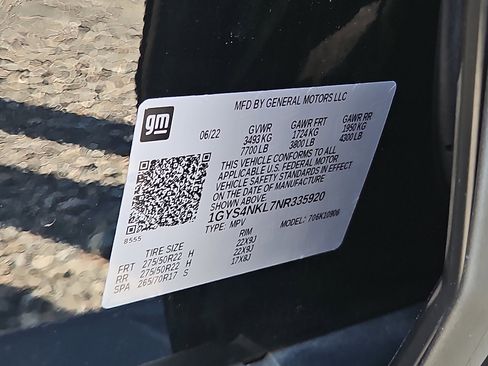 gm
MFD BY GENERAL MOTORS LLC
06/22 GVWR GAWR FRT GAWR RR
3493 KG 1724 KG 1950 KG
7700 LB 3800 LB 4300 LB
THIS VEHICLE CONFORMS TO ALL
APPLICABLE U.S. FEDERAL MOTOR
VEHICLE SAFETY STANDARDS IN EFFECT
ON THE DATE OF MANUFACTURE
SHOWN ABOVE.
1GYS4NKL7NR335920
8555 TYPE: MPV MODEL: 706K10906
TIRE SIZE RIM
FRT 275/50R22 H 22X9J
RR 275/50R22 H 22X9J
SPA 265/70R17 S 17X8J